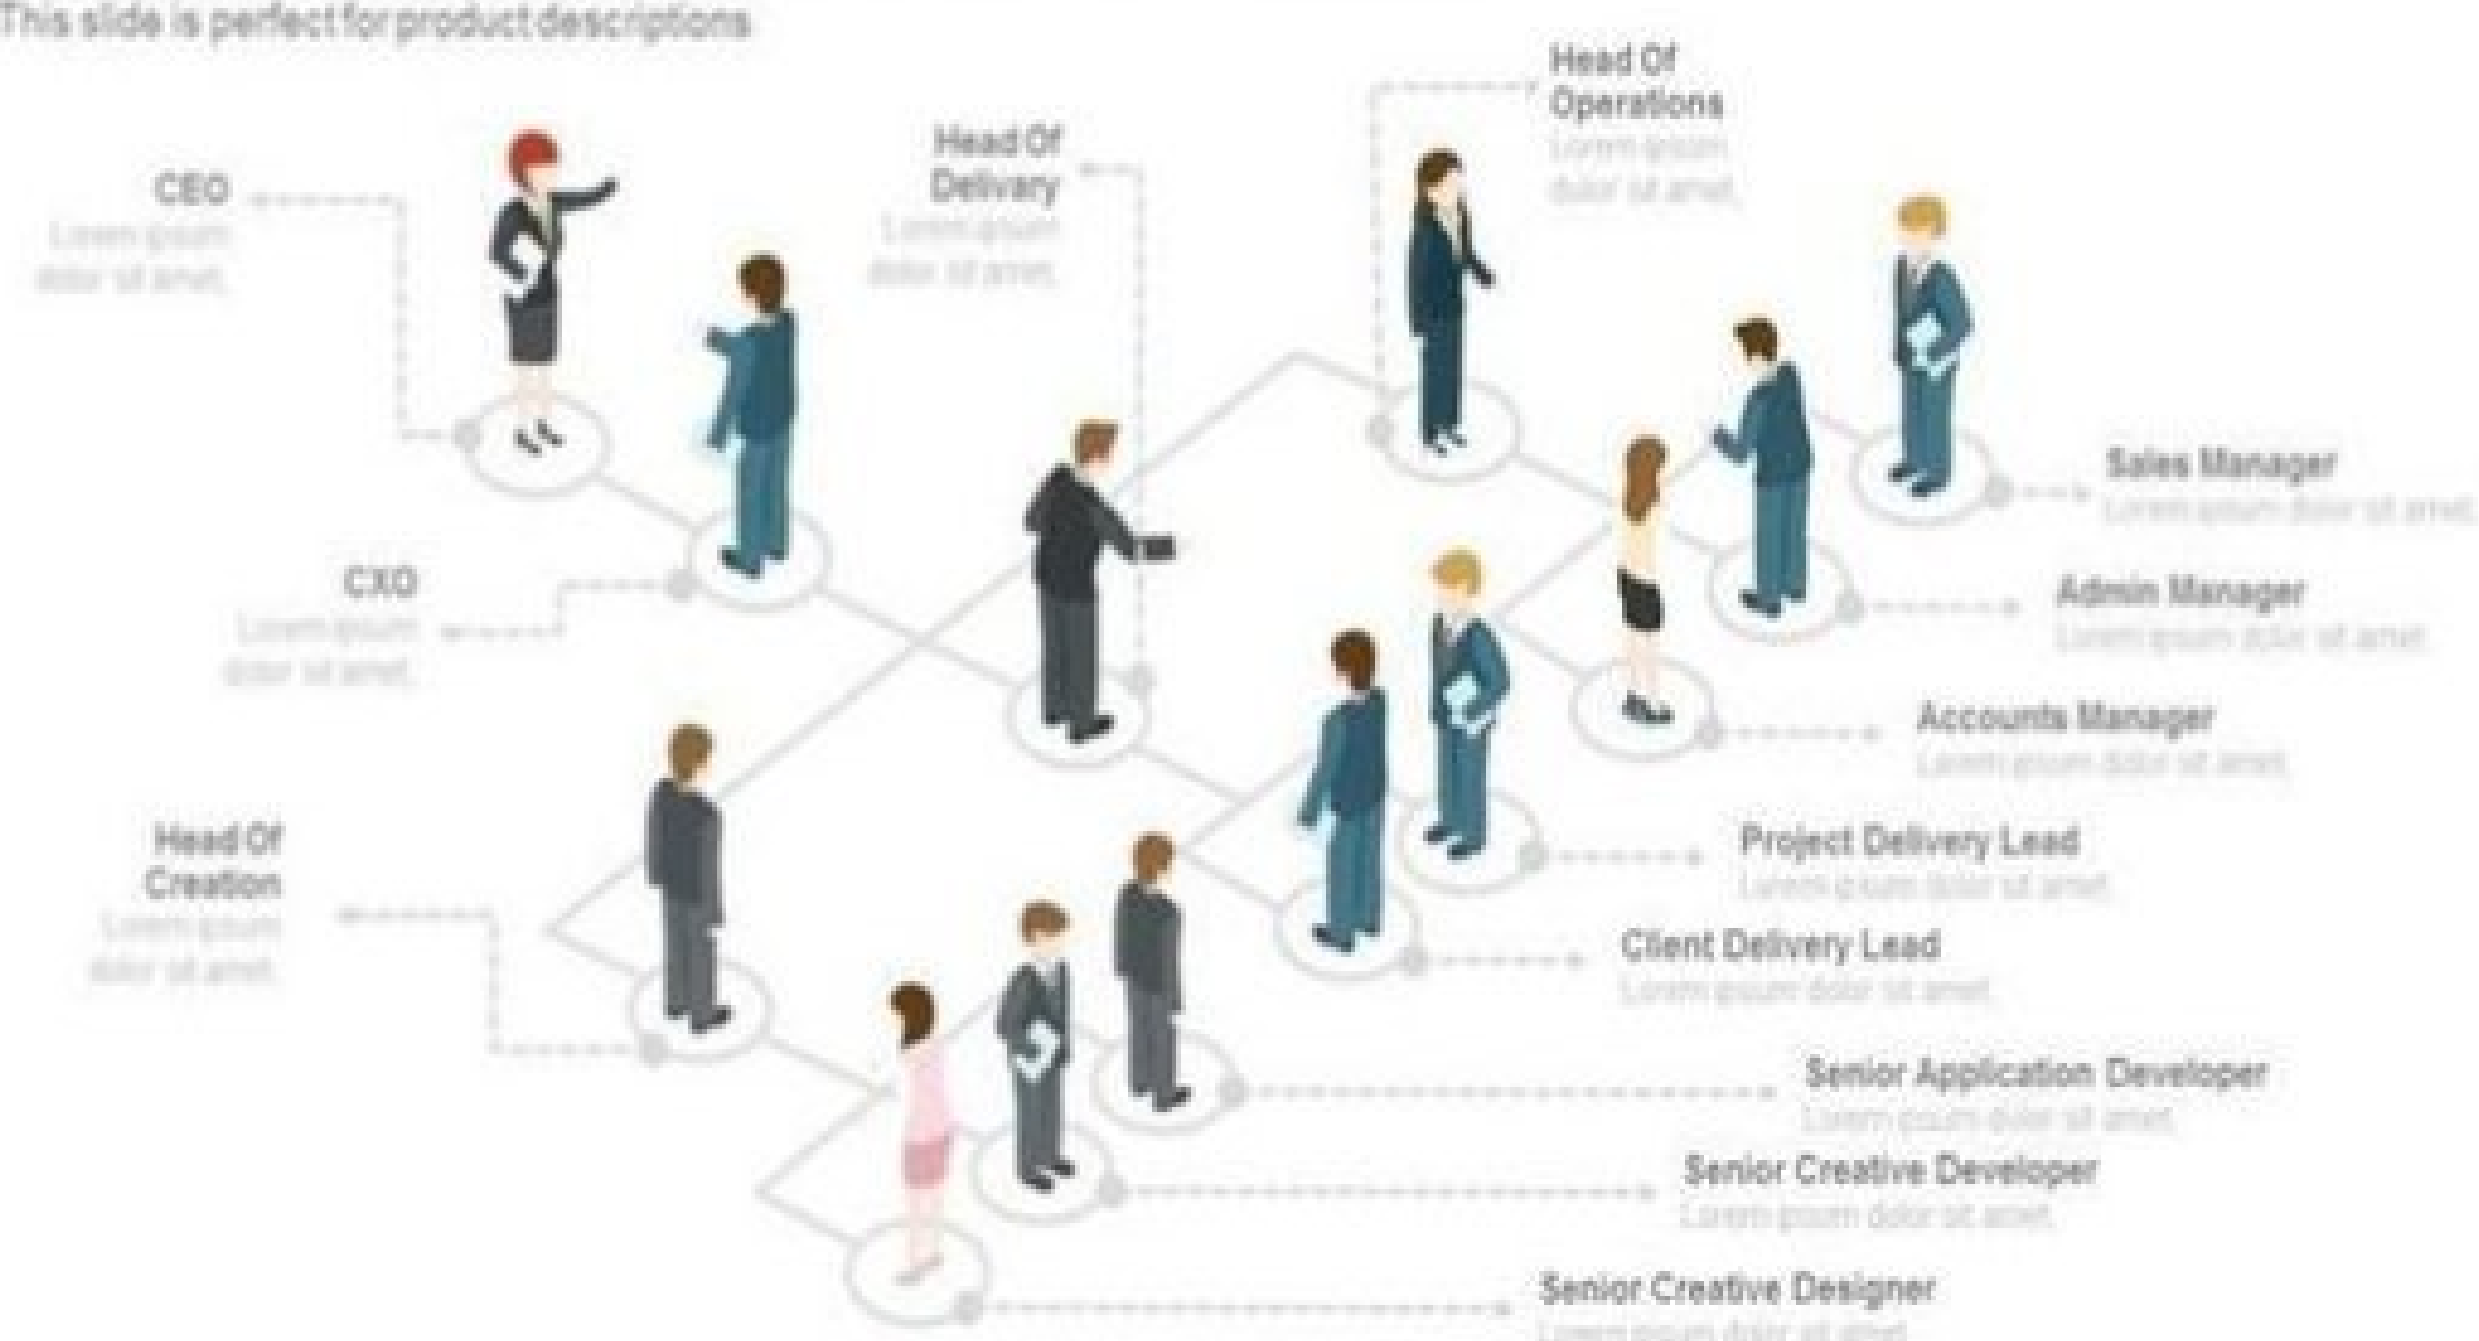 This slide is perfect for product descriptions
CEO
Lorem ipsum
dolor sit amet,
Head Of
Delivary
Lorem ipsum
dolor sit amet,
Head Of
Operations
Lorem ipsum
dolor sit amet,
CXO
Lorem ipsum
dolor sit amet,
Head Of
Creation
Lorem ipsum
dolor sit amet,
Sales Manager
Lorem ipsum dolor sit amet,
Admin Manager
Lorem ipsum dolor sit amet,
Accounts Manager
Lorem ipsum dolor sit amet,
Project Delivery Lead
Lorem ipsum dolor sit amet,
Client Delivery Lead
Lorem ipsum dolor sit amet,
Senior Application Developer
Lorem ipsum dolor sit amet,
Senior Creative Developer
Lorem ipsum dolor sit amet,
Senior Creative Designer
Lorem ipsum dolor sit amet